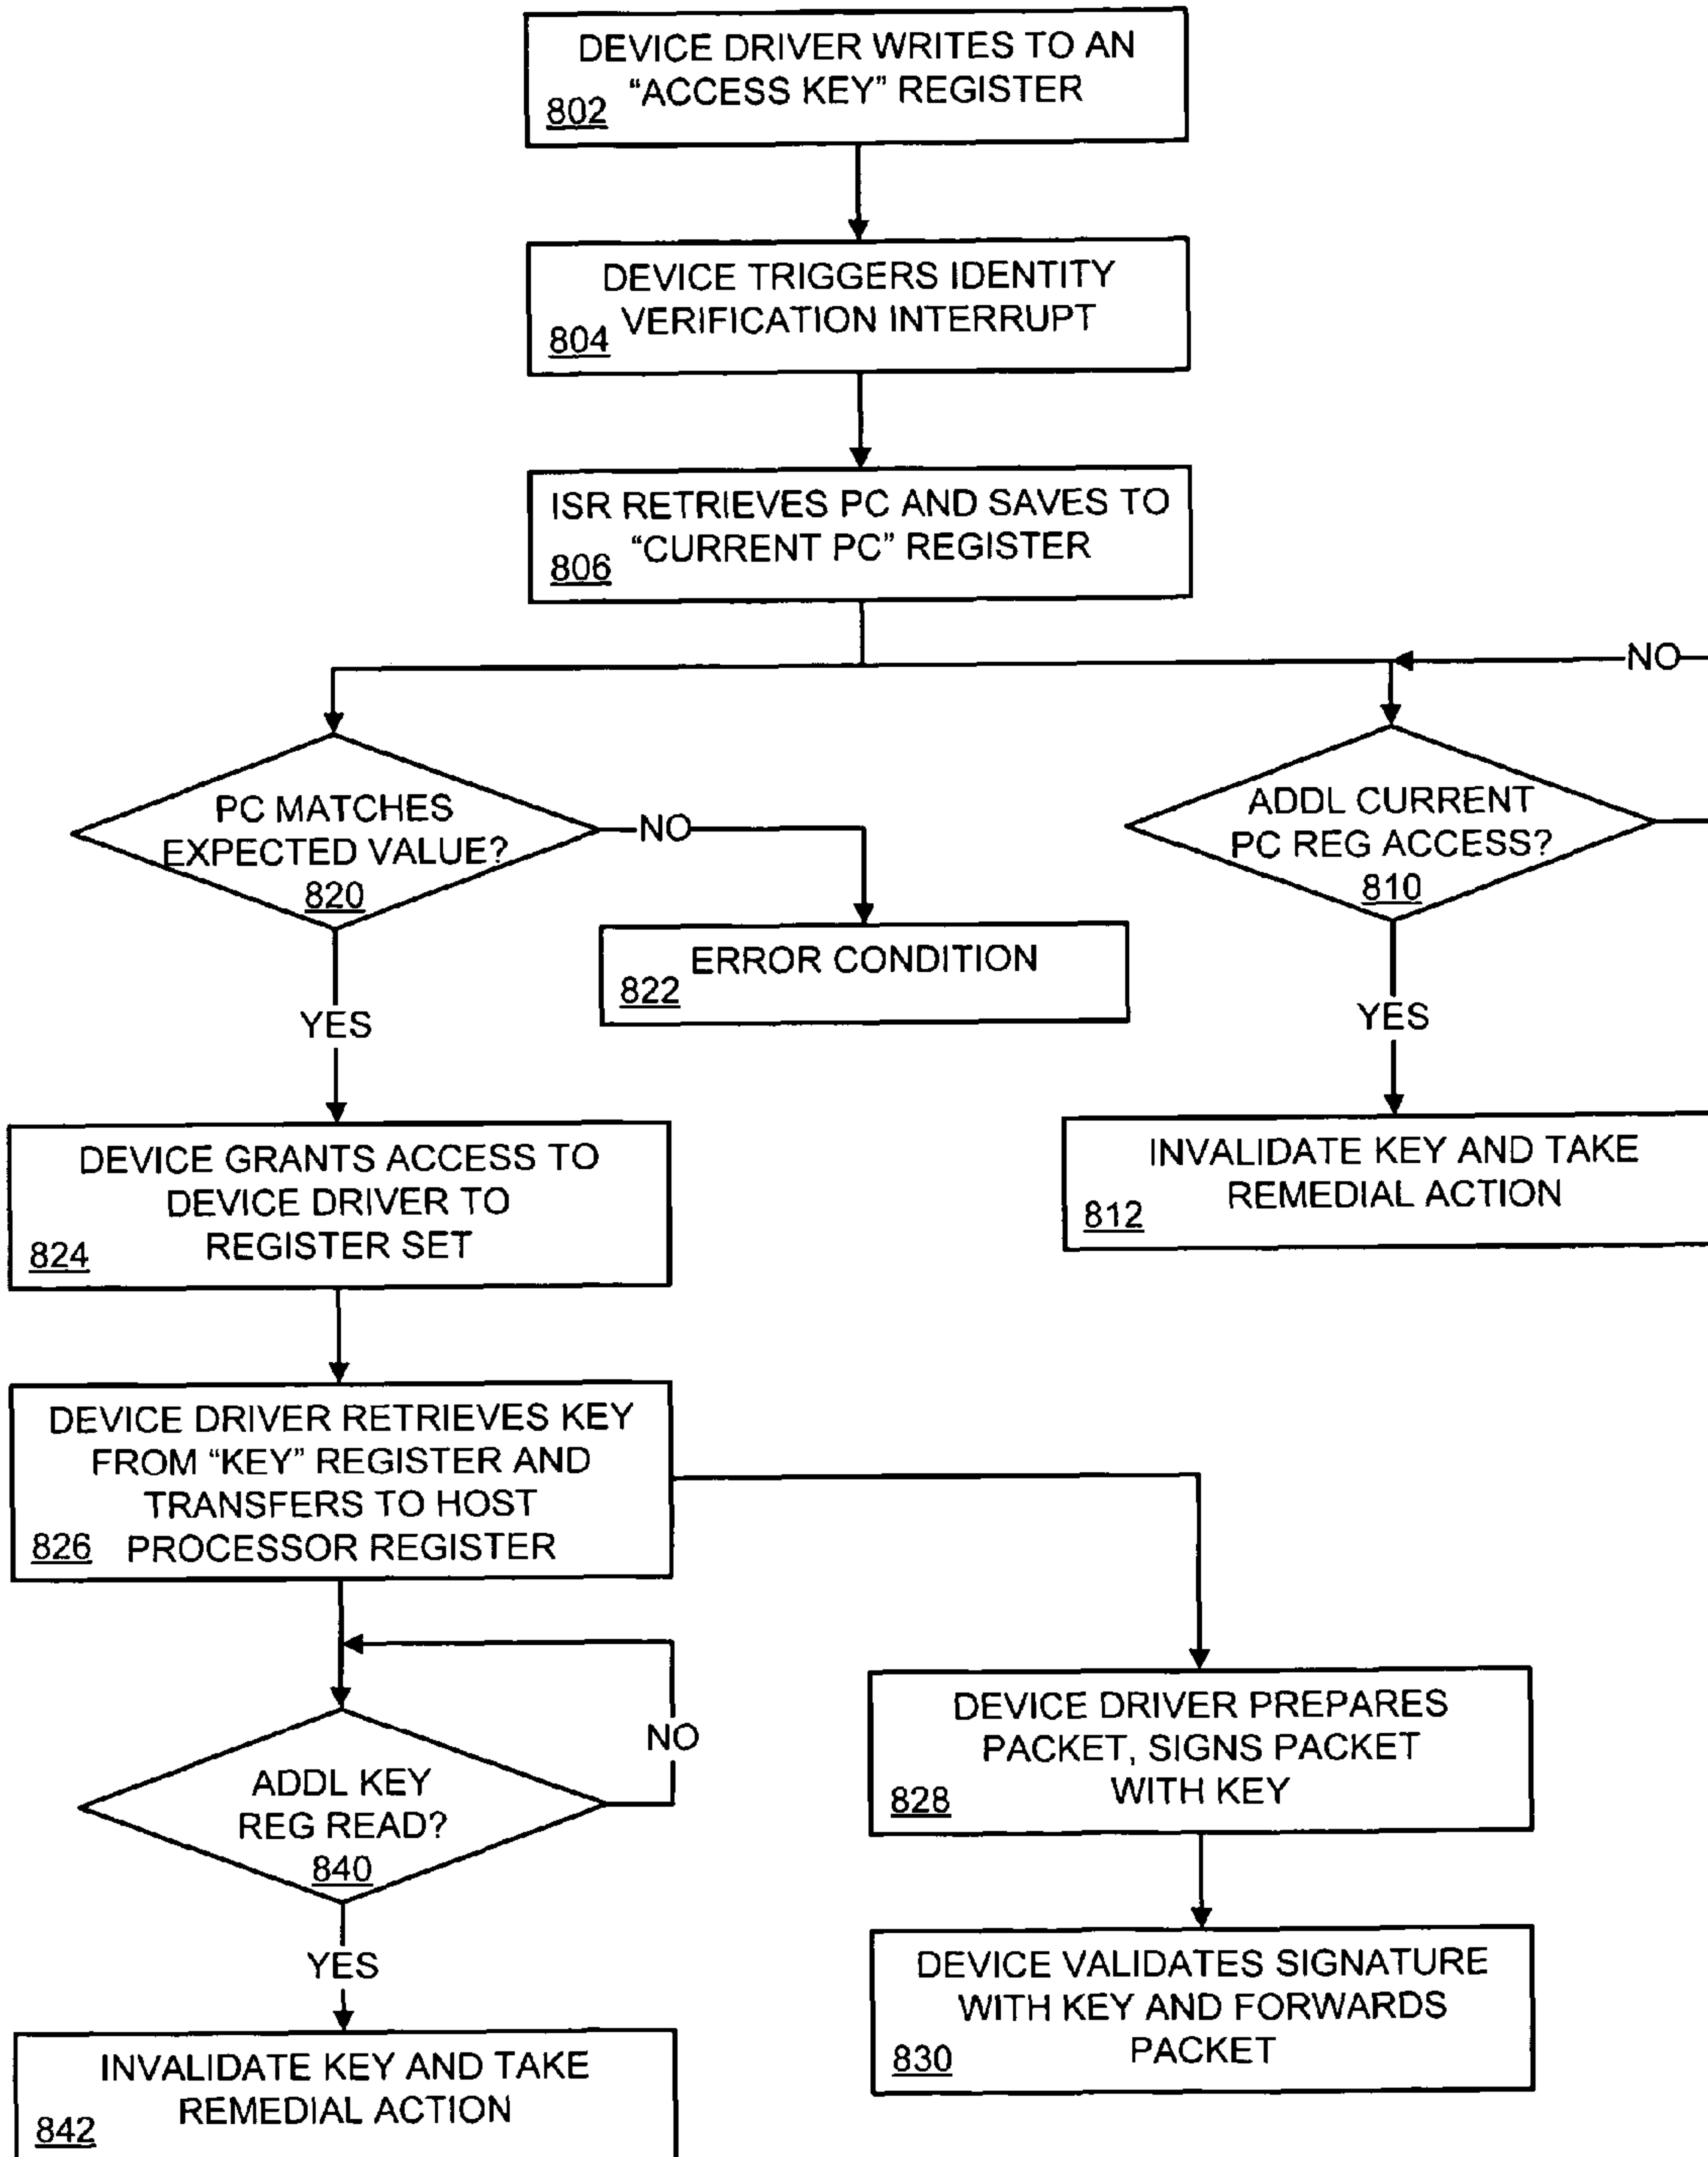 DEVICE DRIVER WRITES TO AN
“ACCESS KEY” REGISTER
802
DEVICE TRIGGERS IDENTITY
VERIFICATION INTERRUPT
804
ISR RETRIEVES PC AND SAVES TO
“CURRENT PC” REGISTER
806
NO
PC MATCHES
EXPECTED VALUE?
820
NO
ADDL CURRENT
PC REG ACCESS?
810
ERROR CONDITION
822
YES
YES
DEVICE GRANTS ACCESS TO
DEVICE DRIVER TO
REGISTER SET
824
INVALIDATE KEY AND TAKE
REMEDIAL ACTION
812
DEVICE DRIVER RETRIEVES KEY
FROM “KEY” REGISTER AND
TRANSFERS TO HOST
826 PROCESSOR REGISTER
NO
ADDL KEY
REG READ?
840
DEVICE DRIVER PREPARES
PACKET, SIGNS PACKET
WITH KEY
828
YES
DEVICE VALIDATES SIGNATURE
WITH KEY AND FORWARDS
PACKET
830
INVALIDATE KEY AND TAKE
REMEDIAL ACTION
842